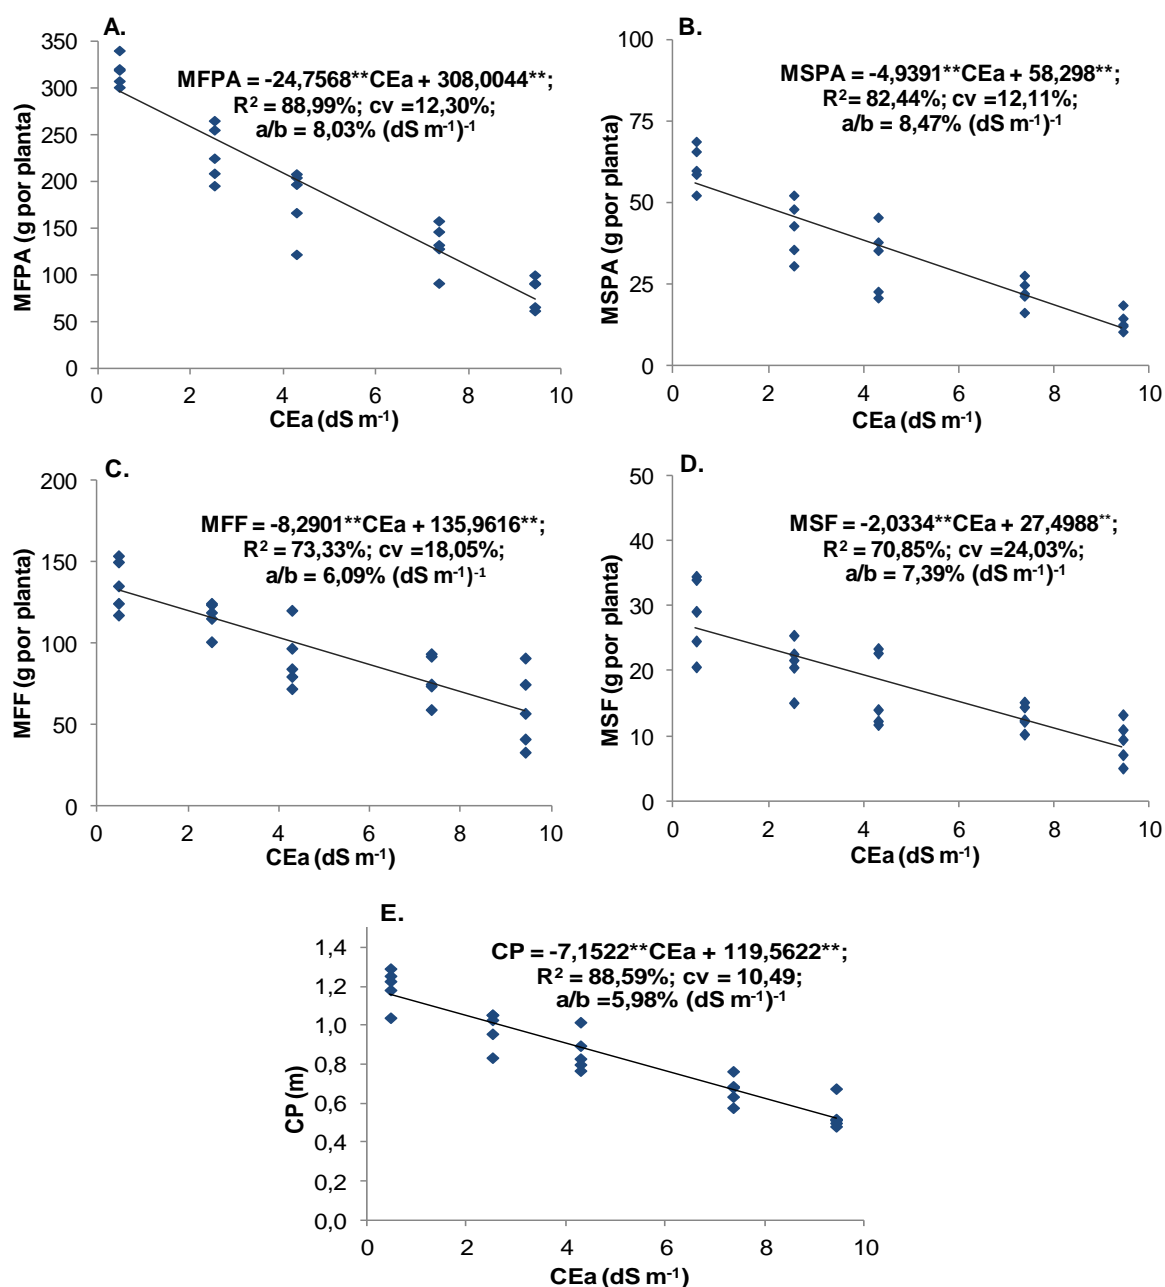 A.
MFPA = -24,7568**CEa + 308,0044**;
R² = 88,99%; cv =12,30%;
a/b = 8,03% (dS m⁻¹)⁻¹
MFPA (g por planta)
350
300
250
200
150
100
50
0
0 2 4 6 8 10
CEa (dS m⁻¹)
B.
MSPA = -4,9391**CEa + 58,298**;
R² = 82,44%; cv =12,11%;
a/b = 8,47% (dS m⁻¹)⁻¹
MSPA (g por planta)
100
75
50
25
0
0 2 4 6 8 10
CEa (dS m⁻¹)
C.
MFF = -8,2901**CEa + 135,9616**;
R² = 73,33%; cv =18,05%;
a/b = 6,09% (dS m⁻¹)⁻¹
MFF (g por planta)
200
150
100
50
0
0 2 4 6 8 10
CEa (dS m⁻¹)
D.
MSF = -2,0334**CEa + 27,4988**;
R² = 70,85%; cv =24,03%;
a/b = 7,39% (dS m⁻¹)⁻¹
MSF (g por planta)
50
40
30
20
10
0
0 2 4 6 8 10
CEa (dS m⁻¹)
E.
CP = -7,1522**CEa + 119,5622**;
R² = 88,59%; cv = 10,49;
a/b =5,98% (dS m⁻¹)⁻¹
CP (m)
1,4
1,2
1,0
0,8
0,6
0,4
0,2
0,0
0 2 4 6 8 10
CEa (dS m⁻¹)